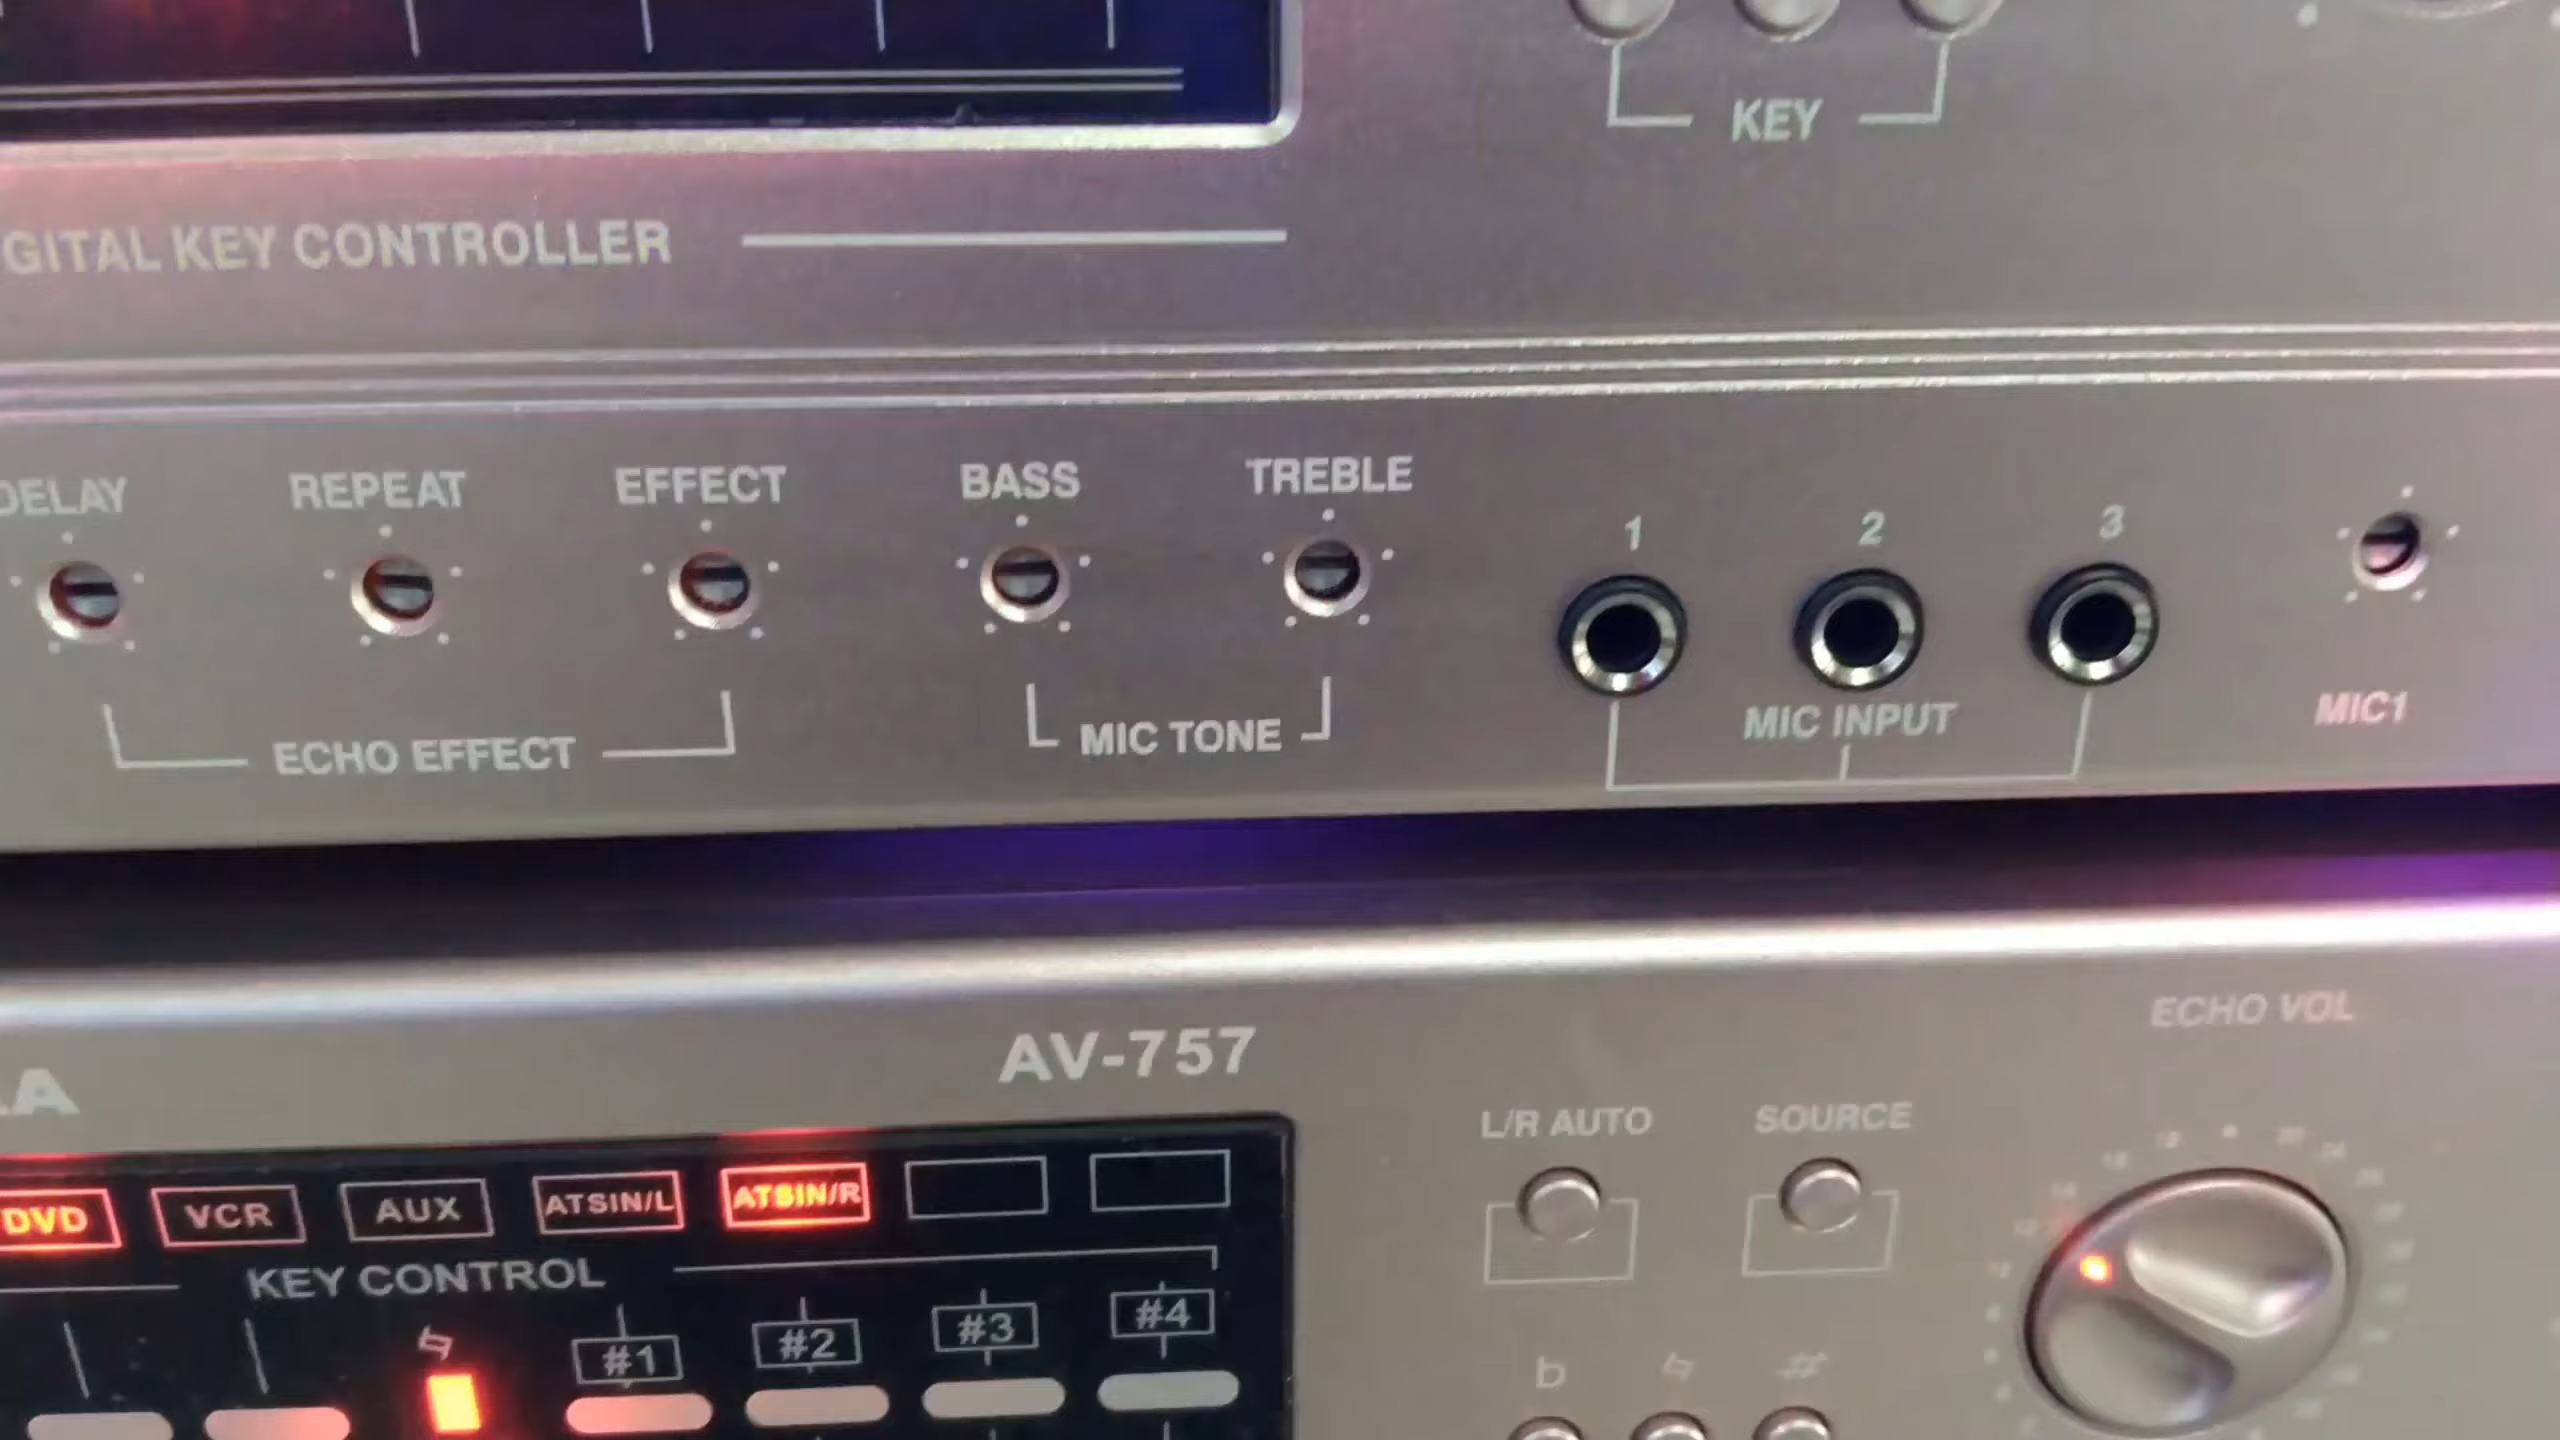 KEY
GITAL KEY CONTROLLER
DELAY REPEAT EFFECT BASS TREBLE
1 2 3
ECHO EFFECT MIC TONE MIC INPUT MIC1
AV-757
ECHO VOL
A
L/R AUTO SOURCE
DVD VCR AUX ATSIN/L ATSIN/R
KEY CONTROL
♮ #1 #2 #3 #4
b ♮ #